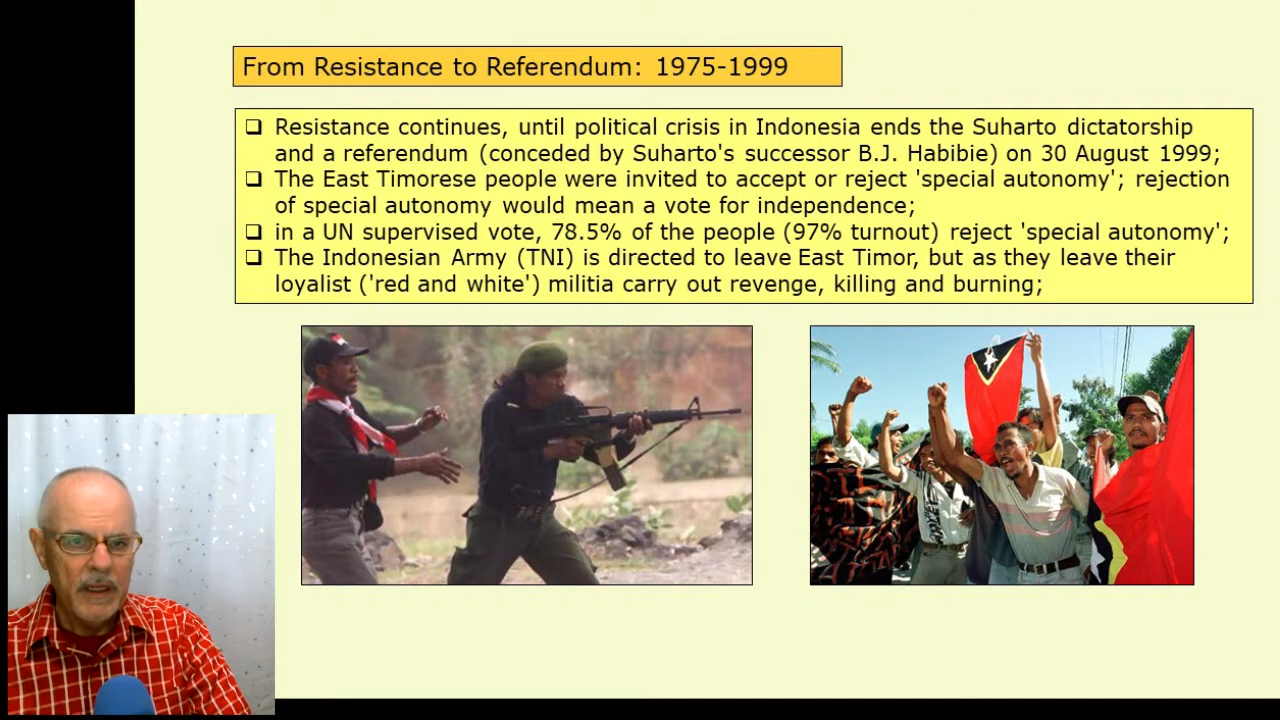 From Resistance to Referendum: 1975-1999
❑ Resistance continues, until political crisis in Indonesia ends the Suharto dictatorship
and a referendum (conceded by Suharto's successor B.J. Habibie) on 30 August 1999;
❑ The East Timorese people were invited to accept or reject 'special autonomy'; rejection
of special autonomy would mean a vote for independence;
❑ in a UN supervised vote, 78.5% of the people (97% turnout) reject 'special autonomy';
❑ The Indonesian Army (TNI) is directed to leave East Timor, but as they leave their
loyalist ('red and white') militia carry out revenge, killing and burning;